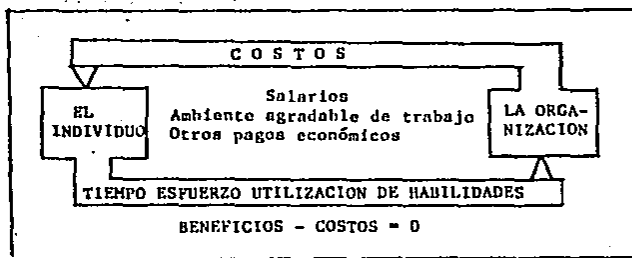 C O S T O S
Salarios
EL
INDIVIDUO
Ambiente agradable de trabajo
Otros pagos económicos
LA ORGA-
NIZACION
TIEMPO ESFUERZO UTILIZACION DE HABILIDADES
BENEFICIOS - COSTOS = 0